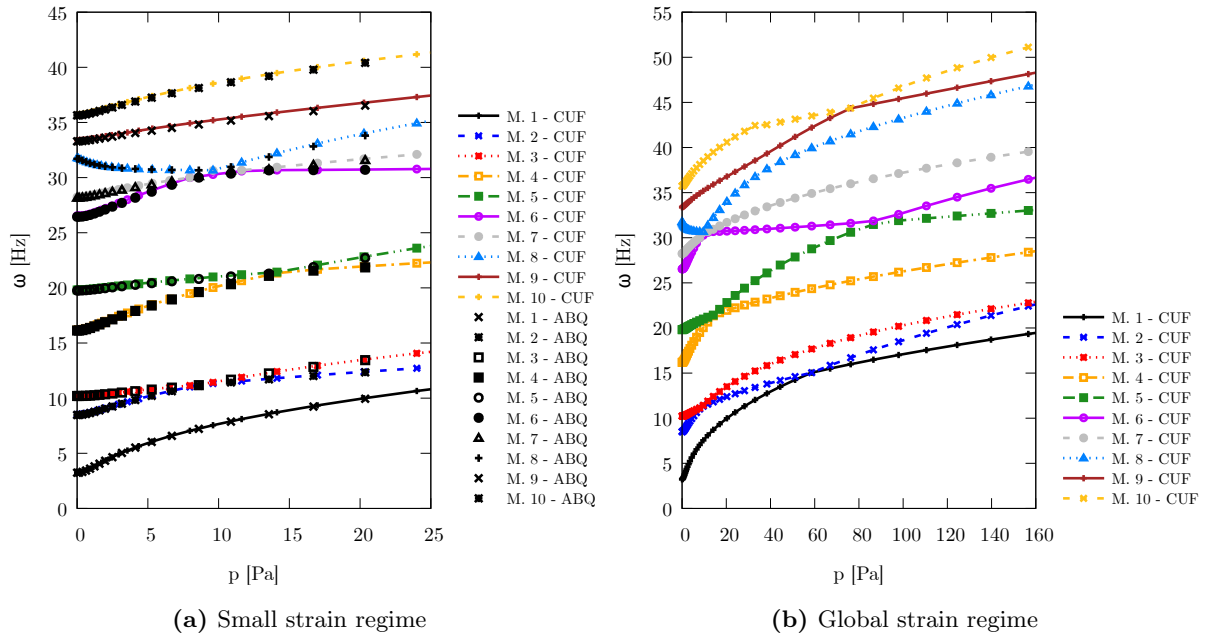 45
40
35
30
25
20
15
10
5
0
ω [Hz]
0 5 10 15 20 25
p [Pa]
M. 1 - CUF
M. 2 - CUF
M. 3 - CUF
M. 4 - CUF
M. 5 - CUF
M. 6 - CUF
M. 7 - CUF
M. 8 - CUF
M. 9 - CUF
M. 10 - CUF
M. 1 - ABQ
M. 2 - ABQ
M. 3 - ABQ
M. 4 - ABQ
M. 5 - ABQ
M. 6 - ABQ
M. 7 - ABQ
M. 8 - ABQ
M. 9 - ABQ
M. 10 - ABQ
(a) Small strain regime
55
50
45
40
35
30
25
20
15
10
5
0
ω [Hz]
0 20 40 60 80 100 120 140 160
p [Pa]
M. 1 - CUF
M. 2 - CUF
M. 3 - CUF
M. 4 - CUF
M. 5 - CUF
M. 6 - CUF
M. 7 - CUF
M. 8 - CUF
M. 9 - CUF
M. 10 - CUF
(b) Global strain regime